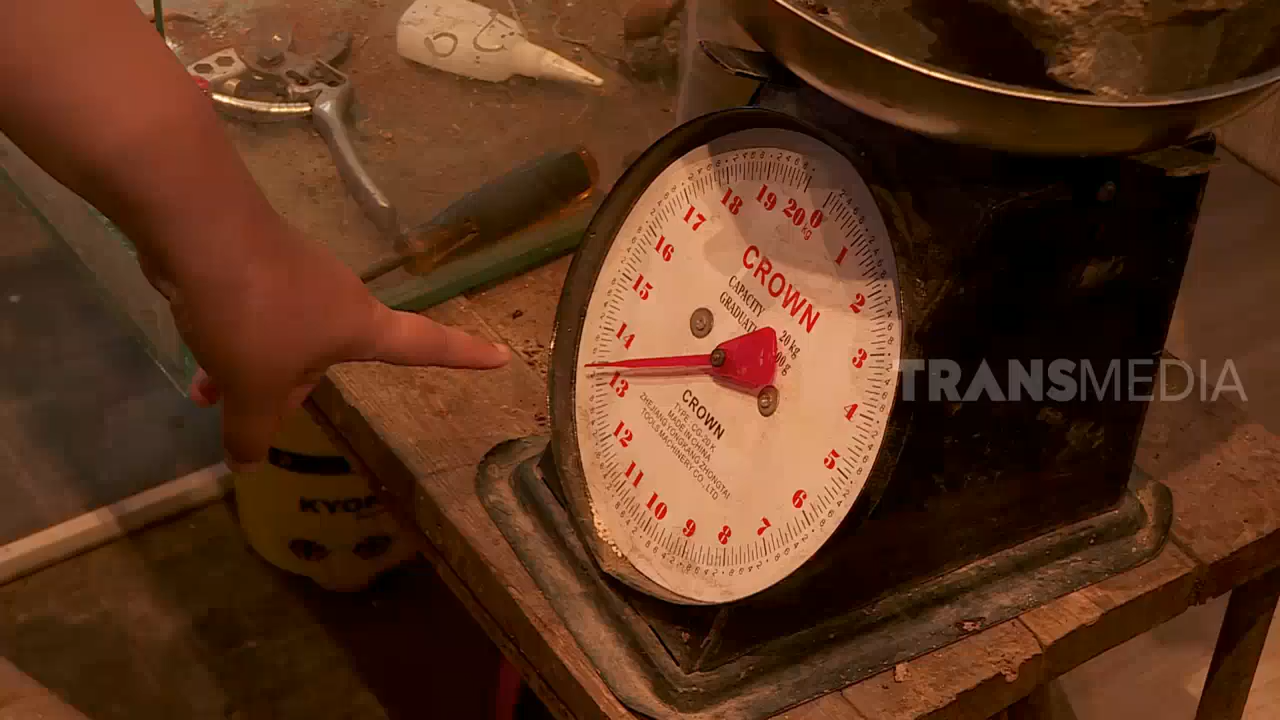 19 20 0
kg
18
17
16
15
14
13
12
11
10
9
8
7
6
5
4
3
2
1
CROWN
CAPACITY 20 kg
CROWN
TYPE CG-20 K
MADE IN CHINA
ZHEJIANG YONGKANG ZHONGTAI
TOOLS MACHINERY CO., LTD
TRANSMEDIA